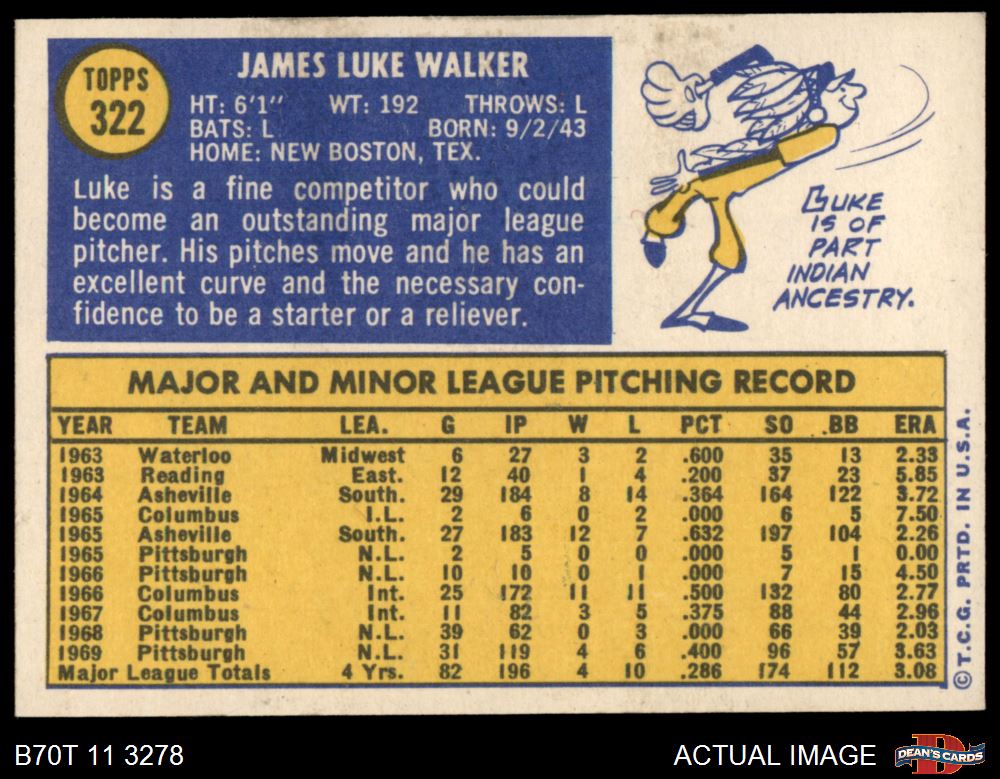 TOPPS
322
JAMES LUKE WALKER
HT: 6'1" WT: 192 THROWS: L
BATS: L BORN: 9/2/43
HOME: NEW BOSTON, TEX.
Luke is a fine competitor who could
become an outstanding major league
pitcher. His pitches move and he has an
excellent curve and the necessary con-
fidence to be a starter or a reliever.
LUKE
IS OF
PART
INDIAN
ANCESTRY.
MAJOR AND MINOR LEAGUE PITCHING RECORD
YEAR TEAM LEA. G IP W L PCT SO BB ERA
1963 Waterloo Midwest 6 27 3 2 .600 35 13 2.33
1963 Reading East. 12 40 1 4 .200 37 23 5.85
1964 Asheville South. 29 184 8 14 .364 164 122 3.72
1965 Columbus I.L. 2 6 0 2 .000 6 5 7.50
1965 Asheville South. 27 183 12 7 .632 197 104 2.26
1965 Pittsburgh N.L. 2 5 0 0 .000 5 1 0.00
1966 Pittsburgh N.L. 10 10 0 1 .000 7 15 4.50
1966 Columbus Int. 25 172 11 11 .500 132 80 2.77
1967 Columbus Int. 11 82 3 5 .375 88 44 2.96
1968 Pittsburgh N.L. 39 62 0 3 .000 66 39 2.03
1969 Pittsburgh N.L. 31 119 4 6 .400 96 57 3.63
Major League Totals 4 Yrs. 82 196 4 10 .286 174 112 3.08
© T.C.G. PRTD. IN U.S.A.
B70T 11 3278 ACTUAL IMAGE
DEAN'S CARDS